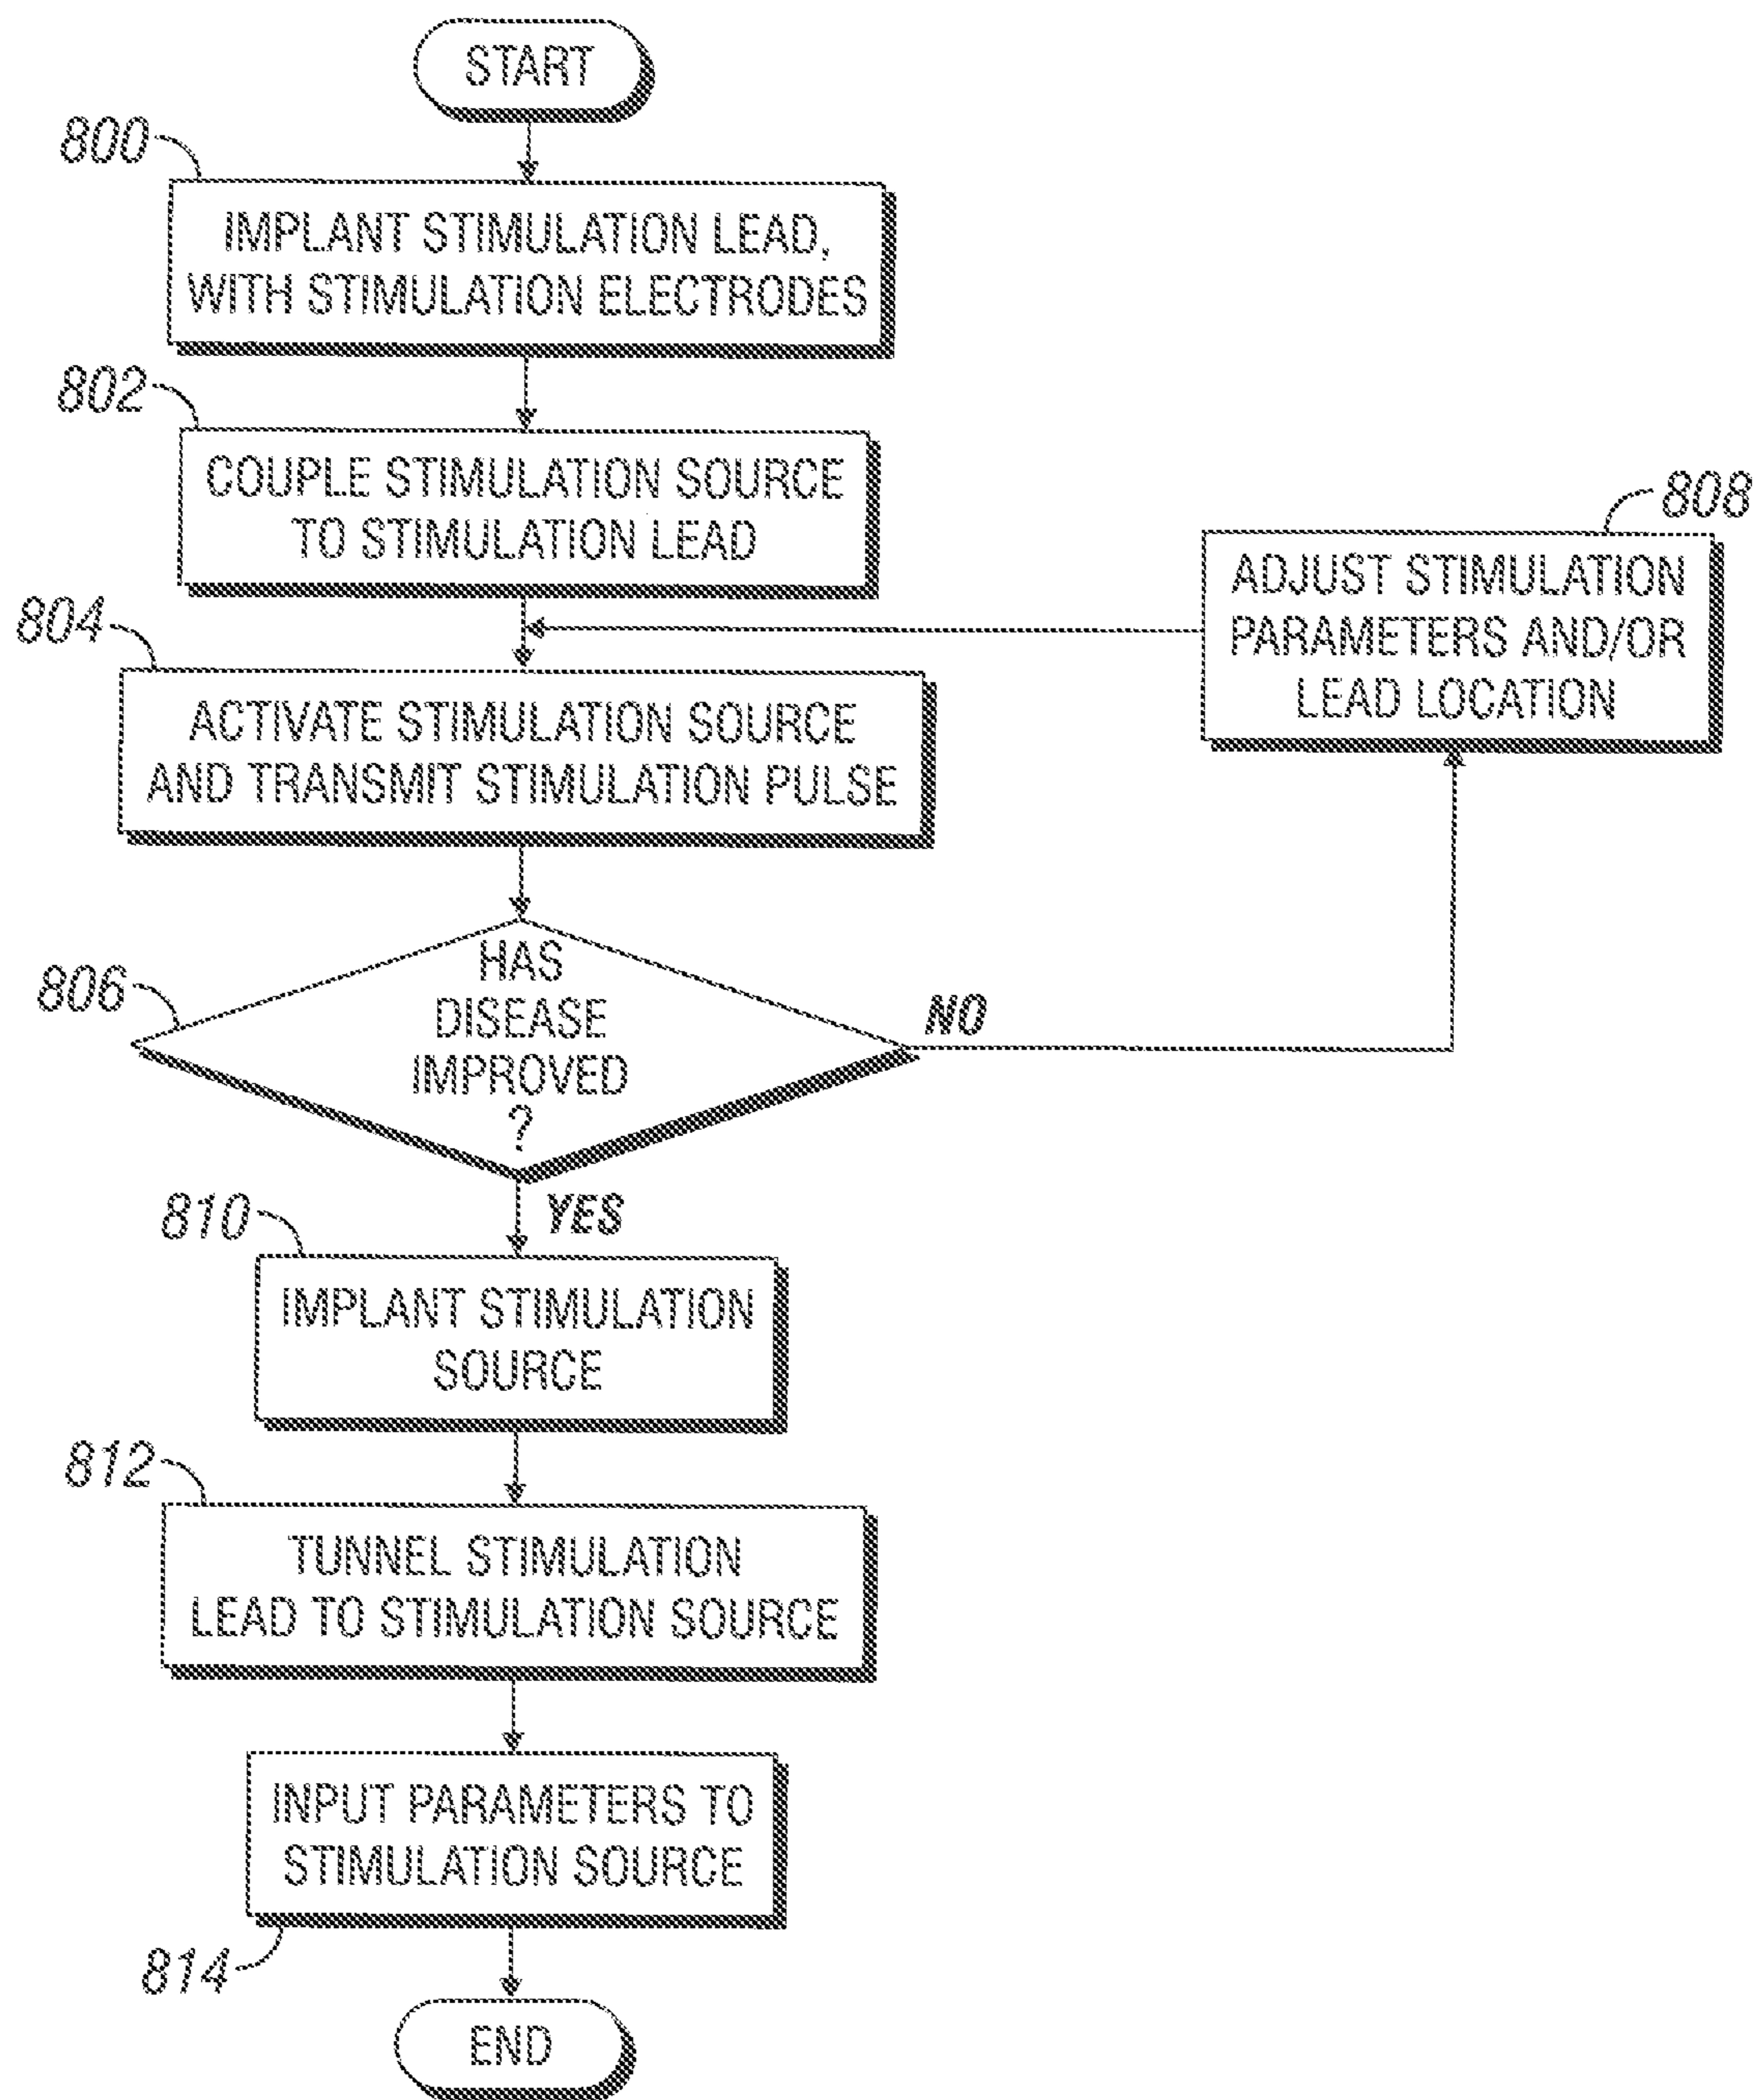 START
800
IMPLANT STIMULATION LEAD,
WITH STIMULATION ELECTRODES
802
COUPLE STIMULATION SOURCE
TO STIMULATION LEAD
808
ADJUST STIMULATION
PARAMETERS AND/OR
LEAD LOCATION
804
ACTIVATE STIMULATION SOURCE
AND TRANSMIT STIMULATION PULSE
806
HAS
DISEASE
IMPROVED
?
NO
YES
810
IMPLANT STIMULATION
SOURCE
812
TUNNEL STIMULATION
LEAD TO STIMULATION SOURCE
INPUT PARAMETERS TO
STIMULATION SOURCE
814
END